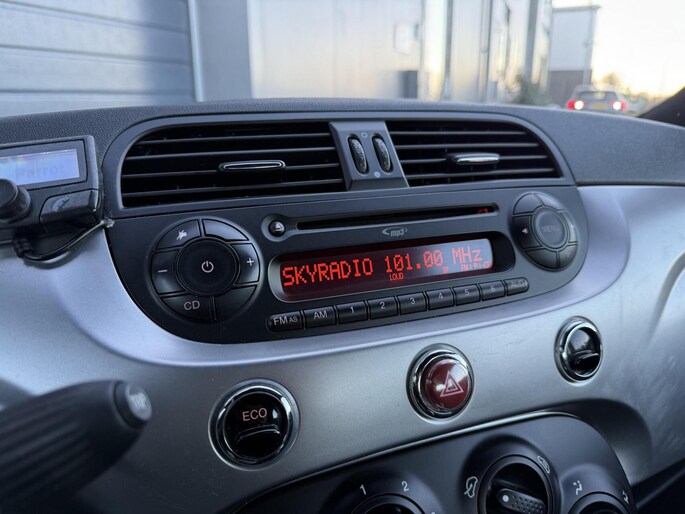 arrot
mp3
MENU
SKYRADIO 101.00 MHz
LOUD
CD
FM AS
AM
1
2
3
4
5
6
ECO
1
2